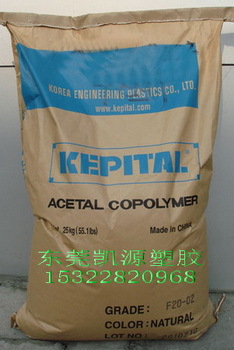 KOREA ENGINEERING PLASTICS CO., LTD.
www.kepital.com
KEPITAL
ACETAL COPOLYMER
25kg (55.1lbs) Made in CHINA
东莞凯源塑胶
15322820968
GRADE: F20-02
COLOR: NATURAL
LOT NO